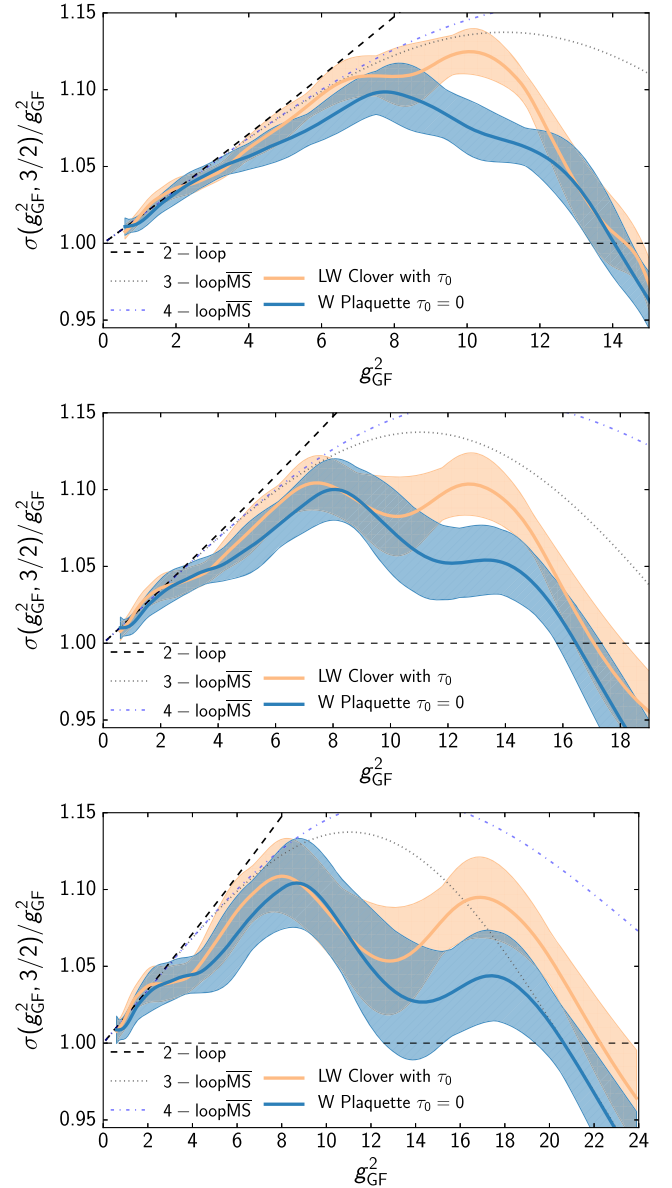 1.15
1.10
1.05
1.00
0.95
σ(g²_GF, 3/2)/g²_GF
2 – loop
3 – loop M̅S̅
4 – loop M̅S̅
LW Clover with τ₀
W Plaquette τ₀ = 0
0 2 4 6 8 10 12 14
g²_GF
1.15
1.10
1.05
1.00
0.95
σ(g²_GF, 3/2)/g²_GF
2 – loop
3 – loop M̅S̅
4 – loop M̅S̅
LW Clover with τ₀
W Plaquette τ₀ = 0
0 2 4 6 8 10 12 14 16 18
g²_GF
1.15
1.10
1.05
1.00
0.95
σ(g²_GF, 3/2)/g²_GF
2 – loop
3 – loop M̅S̅
4 – loop M̅S̅
LW Clover with τ₀
W Plaquette τ₀ = 0
0 2 4 6 8 10 12 14 16 18 20 22 24
g²_GF